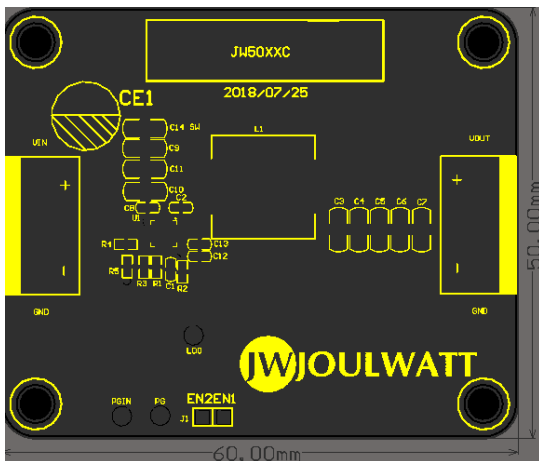 JW50XXC
2018/07/25
CE1
C14 SW
L1
C9
VIN
VOUT
+
+
C11
C10
C8
C2
C3 C4 C5 C6 C7
U1
R4
C13
C12
R5
R3 R1 C1 R2
-
-
GND
GND
LDO
JWJOULWATT
PGIN
PG
EN2EN1
J1
50.00mm
60.00mm